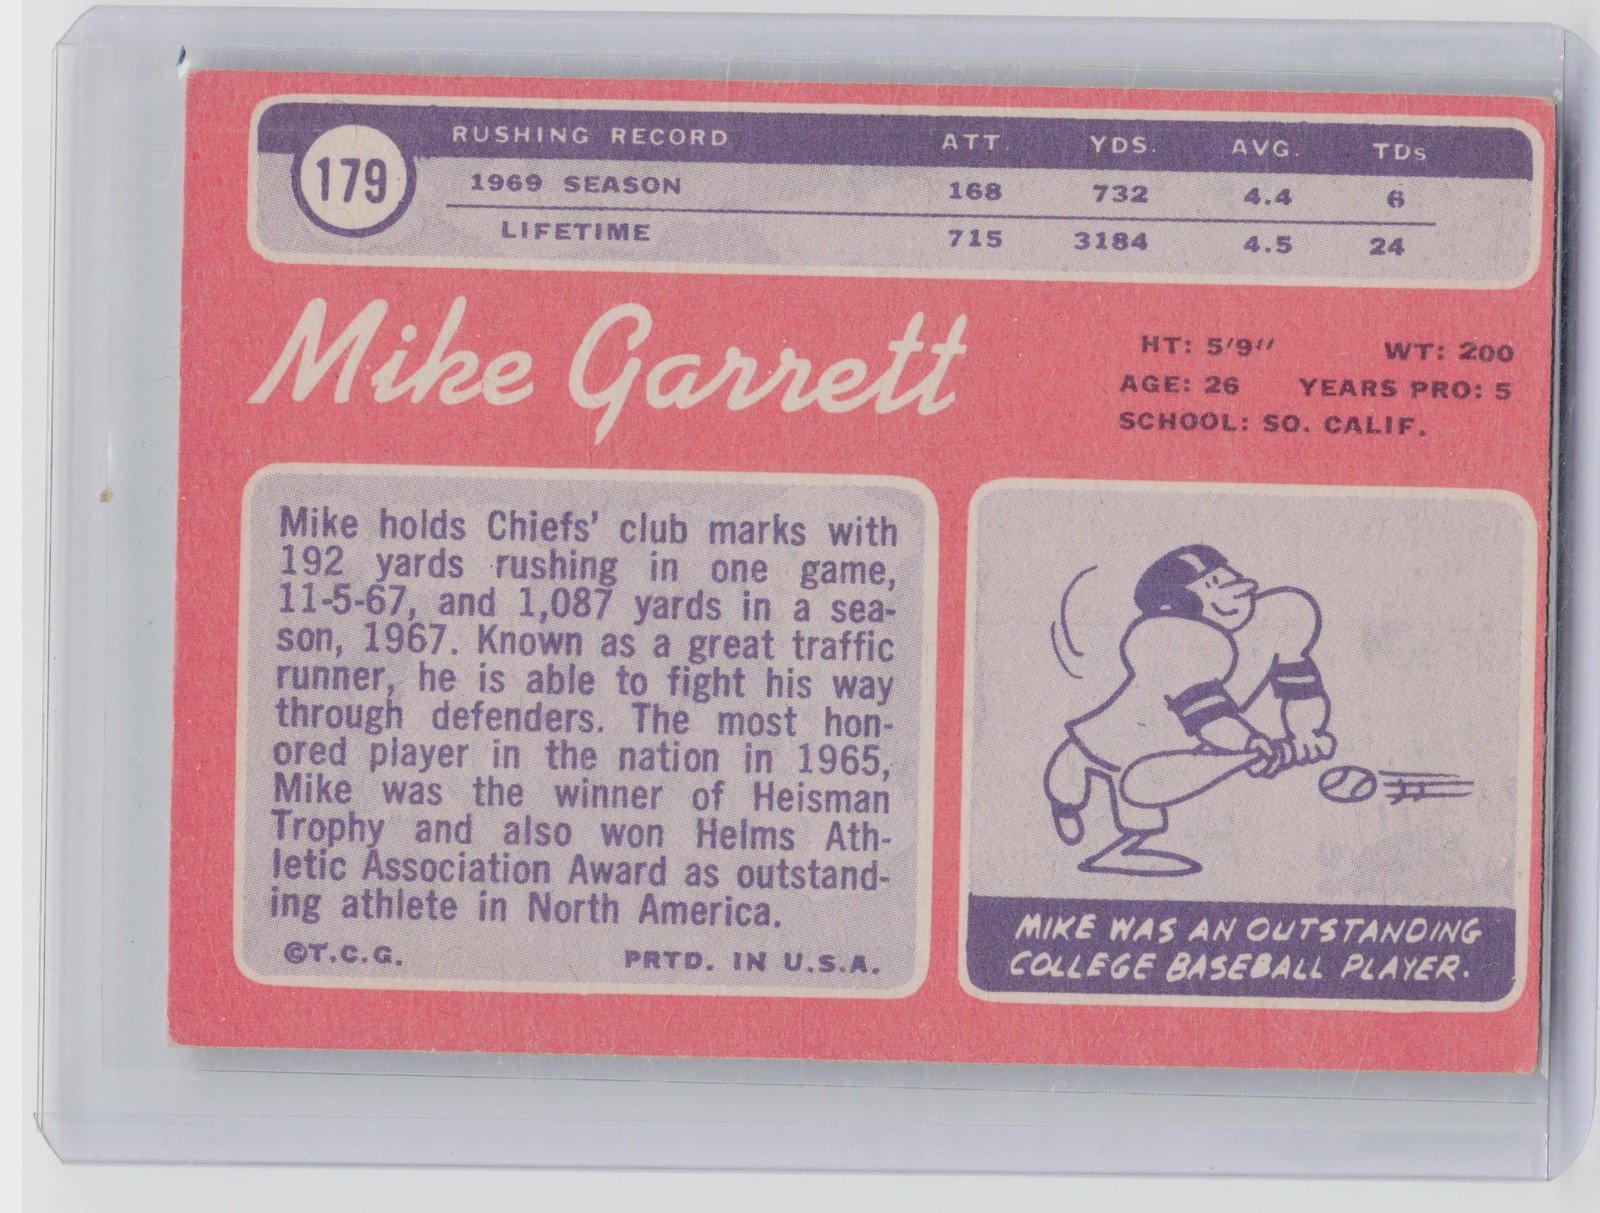 179
RUSHING RECORD ATT. YDS. AVG. TDs
1969 SEASON 168 732 4.4 6
LIFETIME 715 3184 4.5 24
Mike Garrett
HT: 5'9" WT: 200
AGE: 26 YEARS PRO: 5
SCHOOL: SO. CALIF.
Mike holds Chiefs' club marks with
192 yards rushing in one game,
11-5-67, and 1,087 yards in a sea-
son, 1967. Known as a great traffic
runner, he is able to fight his way
through defenders. The most hon-
ored player in the nation in 1965,
Mike was the winner of Heisman
Trophy and also won Helms Ath-
letic Association Award as outstand-
ing athlete in North America.
©T.C.G. PRTD. IN U.S.A.
MIKE WAS AN OUTSTANDING
COLLEGE BASEBALL PLAYER.